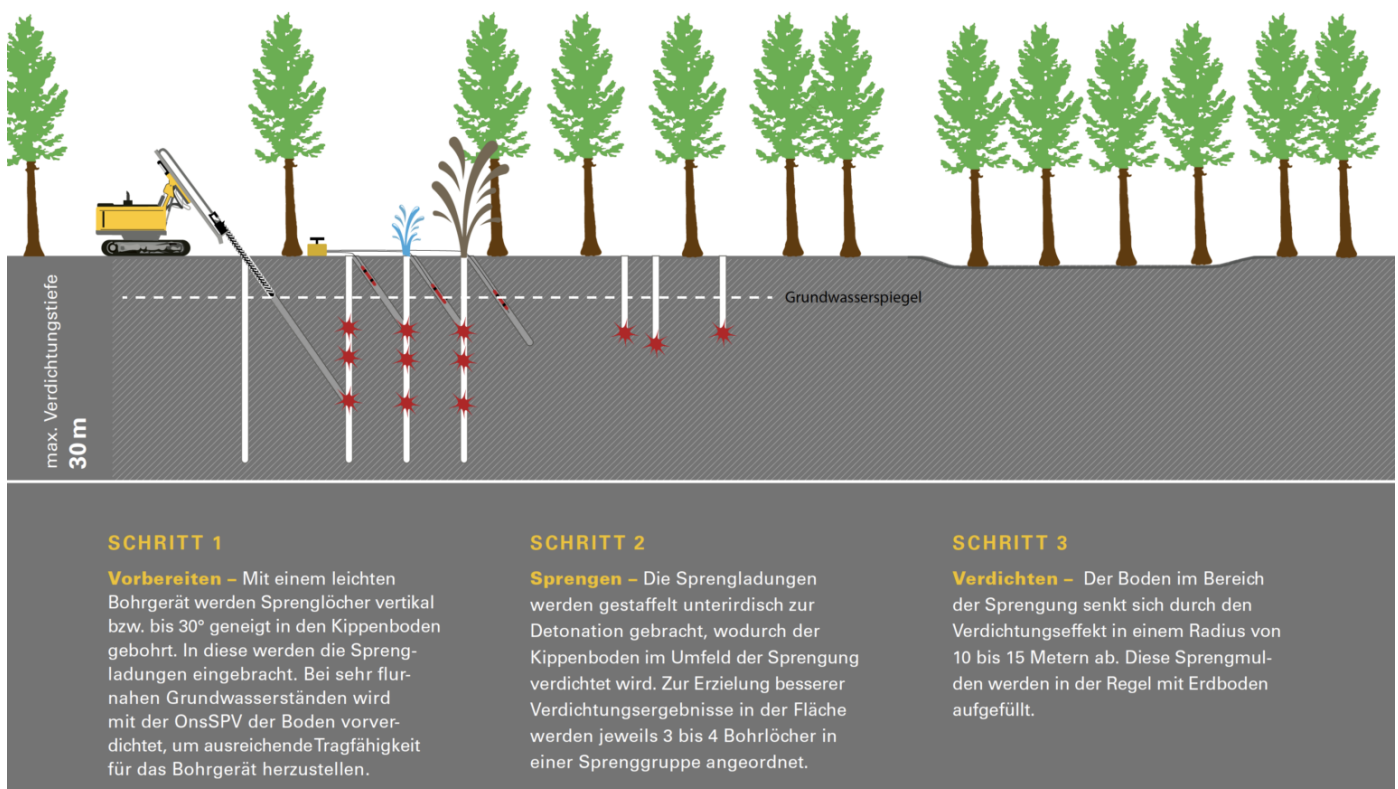 Grundwasserspiegel
max. Verdichtungstiefe
30 m
SCHRITT 1
Vorbereiten – Mit einem leichten
Bohrgerät werden Sprenglöcher vertikal
bzw. bis 30° geneigt in den Kippenboden
gebohrt. In diese werden die Spreng-
ladungen eingebracht. Bei sehr flur-
nahen Grundwasserständen wird
mit der OnsSPV der Boden vorver-
dichtet, um ausreichende Tragfähigkeit
für das Bohrgerät herzustellen.
SCHRITT 2
Sprengen – Die Sprengladungen
werden gestaffelt unterirdisch zur
Detonation gebracht, wodurch der
Kippenboden im Umfeld der Sprengung
verdichtet wird. Zur Erzielung besserer
Verdichtungsergebnisse in der Fläche
werden jeweils 3 bis 4 Bohrlöcher in
einer Sprenggruppe angeordnet.
SCHRITT 3
Verdichten – Der Boden im Bereich
der Sprengung senkt sich durch den
Verdichtungseffekt in einem Radius von
10 bis 15 Metern ab. Diese Sprengmul-
den werden in der Regel mit Erdboden
aufgefüllt.